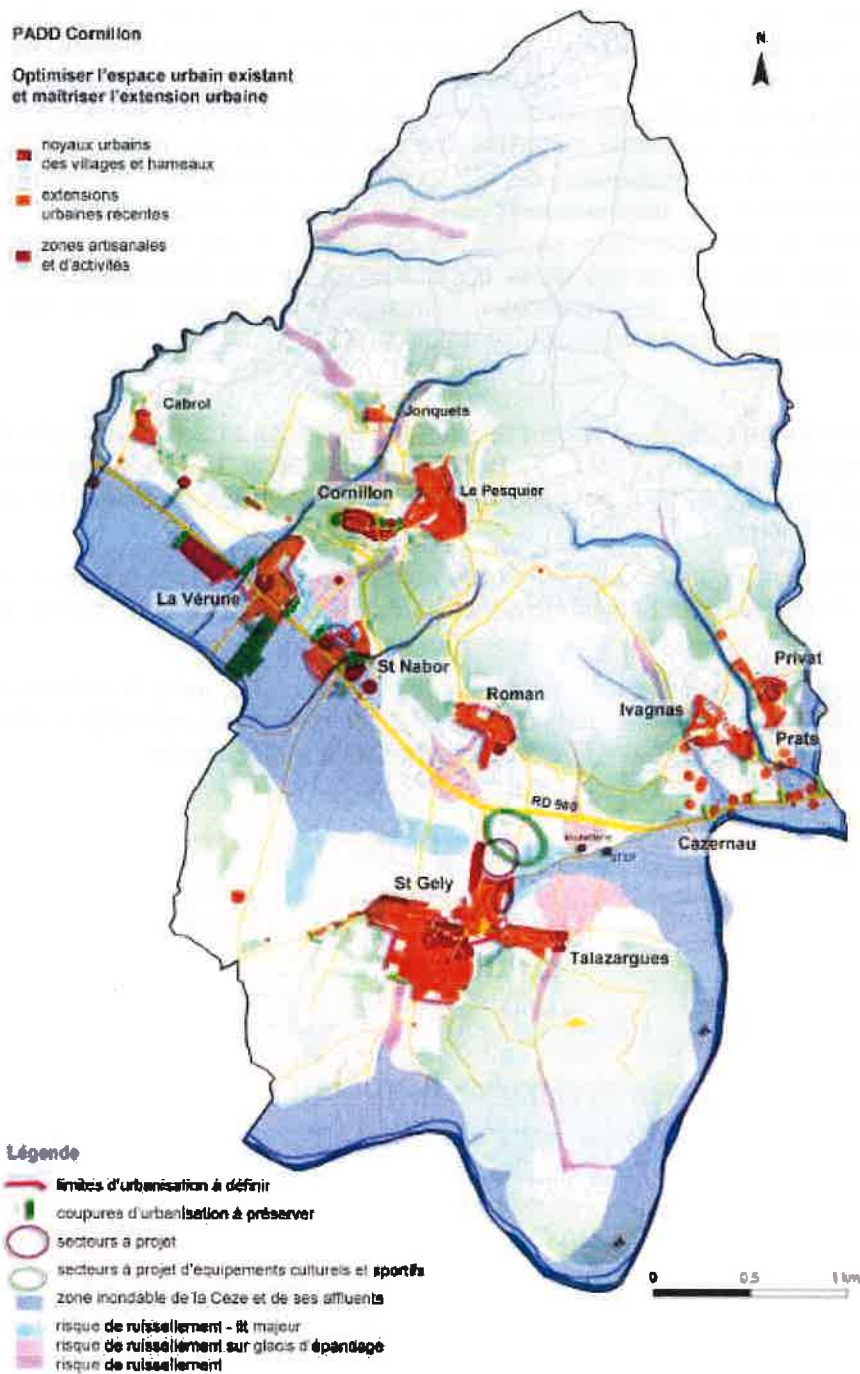 PADD Cornillon
N
Optimiser l'espace urbain existant
et maîtriser l'extension urbaine
noyaux urbains
des villages et hameaux
extensions
urbaines récentes
zones artisanales
et d'activités
Cabrol
Jonquets
Cornillon
Le Pesquier
La Vérune
St Nabor
Privat
Roman
Ivagnas
Prats
RD 980
Cazernau
St Gely
Talazargues
Légende
limites d'urbanisation à définir
coupures d'urbanisation à préserver
secteurs à projet
secteurs à projet d'équipements culturels et sportifs
0 0.5 1 km
zone inondable de la Ceze et de ses affluents
risque de ruissellement - lit majeur
risque de ruissellement sur glacis d'épandage
risque de ruissellement